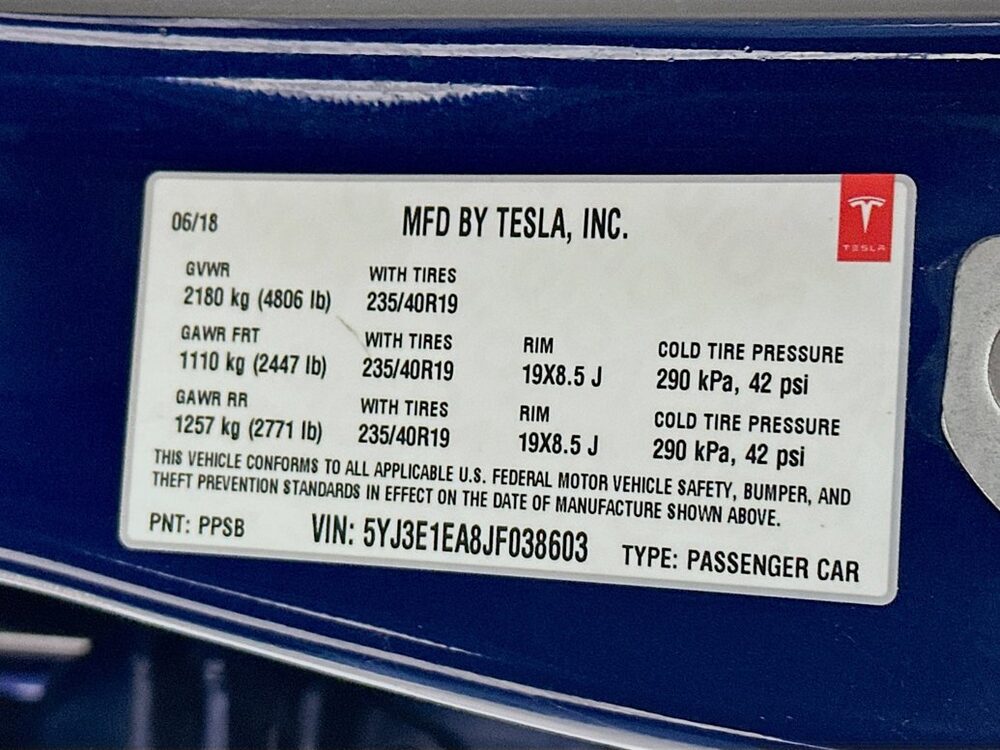 06/18 MFD BY TESLA, INC.
TESLA
GVWR WITH TIRES
2180 kg (4806 lb) 235/40R19
GAWR FRT WITH TIRES RIM COLD TIRE PRESSURE
1110 kg (2447 lb) 235/40R19 19X8.5 J 290 kPa, 42 psi
GAWR RR WITH TIRES RIM COLD TIRE PRESSURE
1257 kg (2771 lb) 235/40R19 19X8.5 J 290 kPa, 42 psi
THIS VEHICLE CONFORMS TO ALL APPLICABLE U.S. FEDERAL MOTOR VEHICLE SAFETY, BUMPER, AND
THEFT PREVENTION STANDARDS IN EFFECT ON THE DATE OF MANUFACTURE SHOWN ABOVE.
PNT: PPSB VIN: 5YJ3E1EA8JF038603 TYPE: PASSENGER CAR